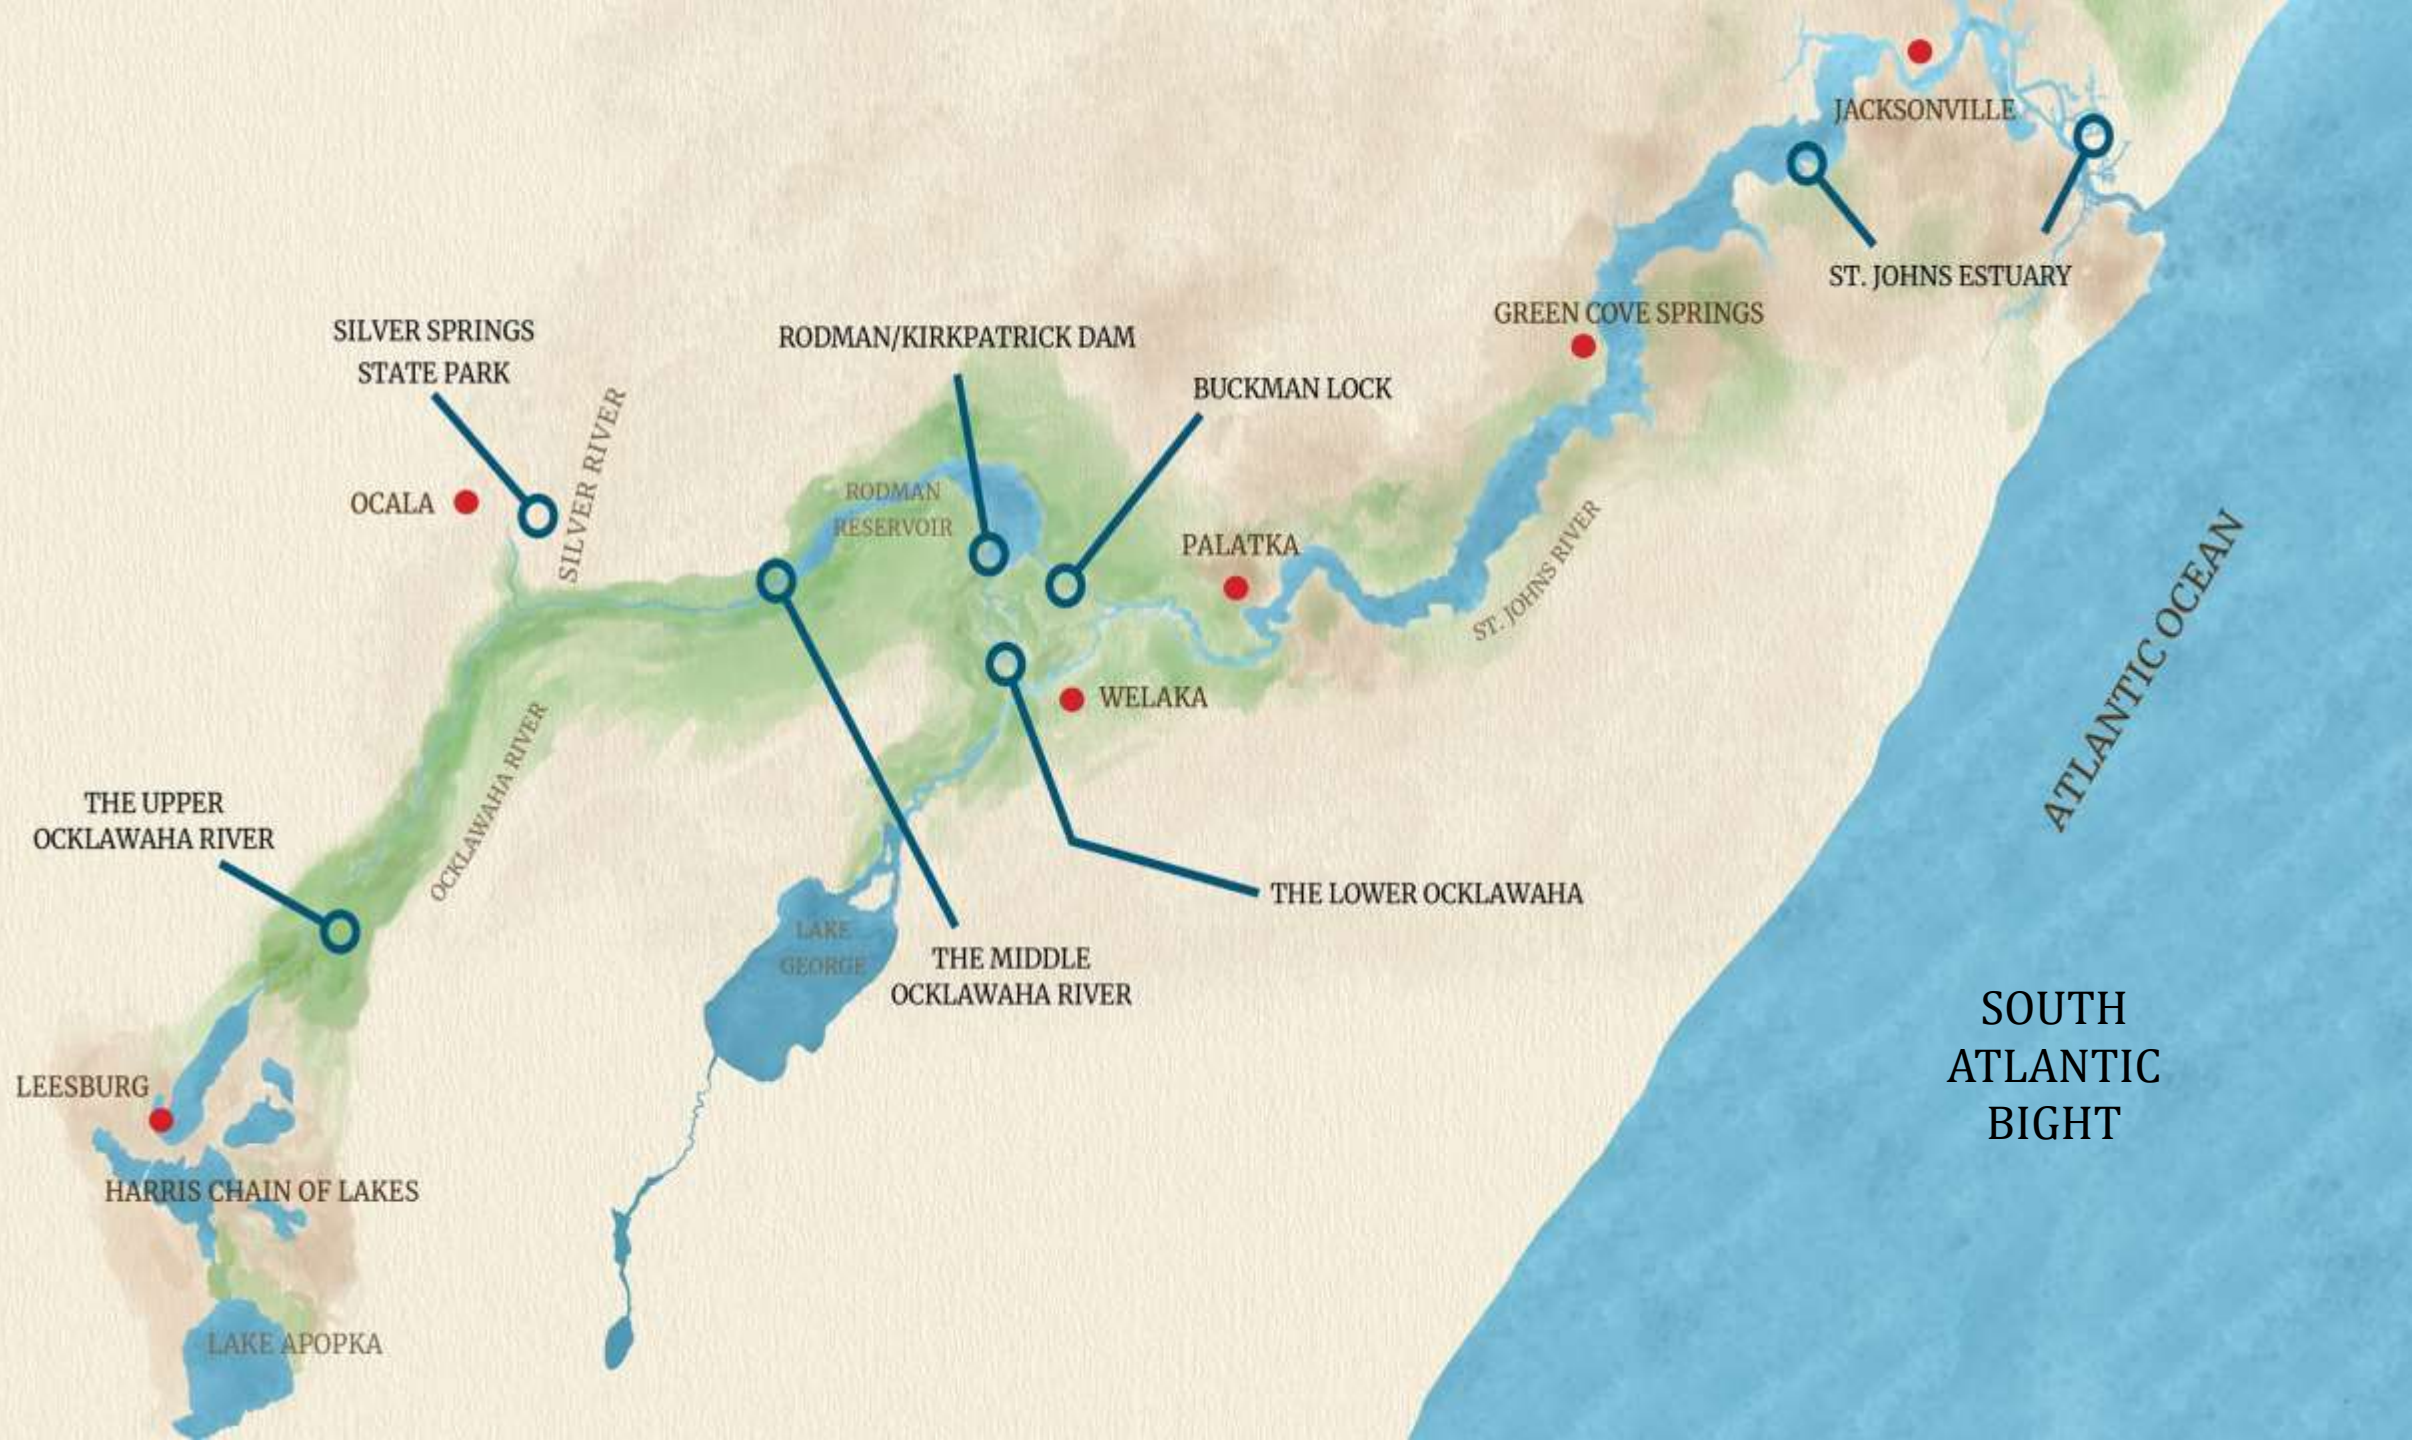 JACKSONVILLE
ST. JOHNS ESTUARY
GREEN COVE SPRINGS
SILVER SPRINGS
STATE PARK
RODMAN/KIRKPATRICK DAM
BUCKMAN LOCK
SILVER RIVER
OCALA
RODMAN
RESERVOIR
PALATKA
ST. JOHNS RIVER
ATLANTIC OCEAN
WELAKA
OCKLAWAHA RIVER
THE UPPER
OCKLAWAHA RIVER
THE LOWER OCKLAWAHA
LAKE
GEORGE
THE MIDDLE
OCKLAWAHA RIVER
SOUTH
ATLANTIC
BIGHT
LEESBURG
HARRIS CHAIN OF LAKES
LAKE APOPKA